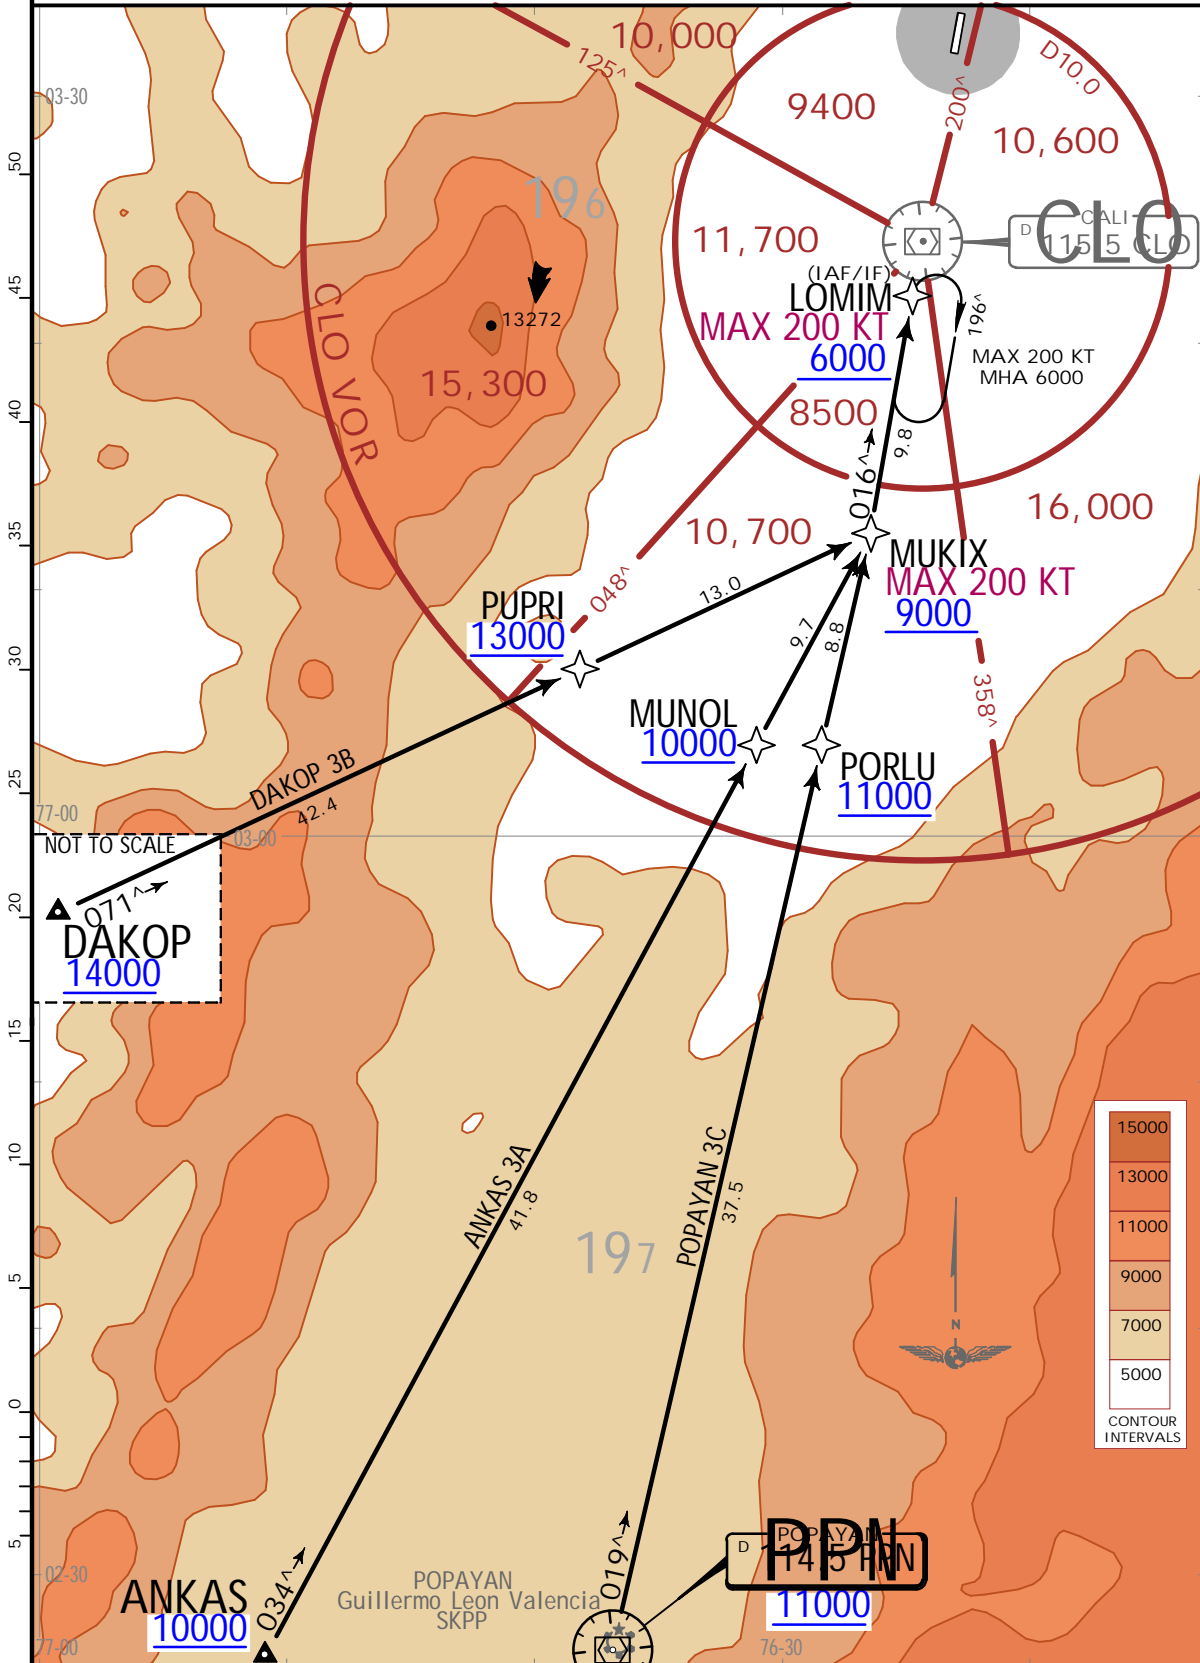 10,000
125^
D10.0
03-30
9400
200^
10,600
50
196
CALI
D
CLO
115.5 CLO
11,700
(IAF/IF)
LOMIM
MAX 200 KT
6000
196^
45
CLO VOR
13272
MAX 200 KT
MHA 6000
15,300
40
8500
9.8
016^
35
10,700
16,000
MUKIX
MAX 200 KT
9000
PUPRI
13000
048^
13.0
9.7
8.8
30
358^
MUNOL
10000
PORLU
11000
25
DAKOP 3B
42.4
77-00
NOT TO SCALE
03-00
20
071^
DAKOP
14000
15
10
ANKAS 3A
41.8
POPAYAN 3C
37.5
197
5
0
5
N
15000
13000
11000
9000
7000
5000
CONTOUR
INTERVALS
02-30
ANKAS
10000
034^
POPAYAN
Guillermo Leon Valencia
SKPP
019^
POPAYAN
D
PPN
114.5 PPN
11000
77-00
76-30